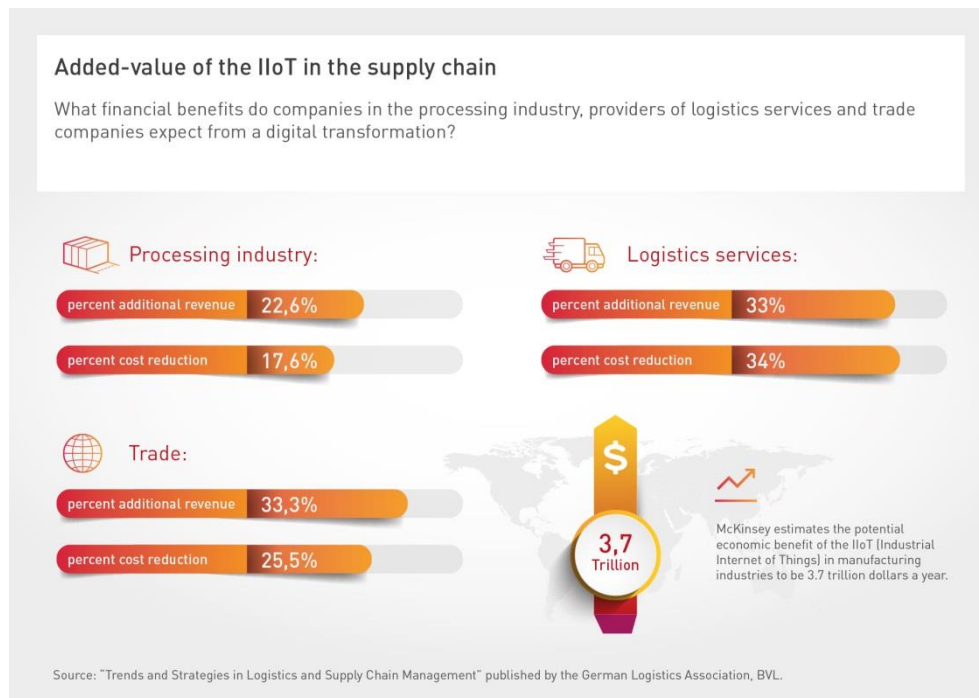 Added-value of the IIoT in the supply chain
What financial benefits do companies in the processing industry, providers of logistics services and trade
companies expect from a digital transformation?
Processing industry:
percent additional revenue 22,6%
percent cost reduction 17,6%
Logistics services:
percent additional revenue 33%
percent cost reduction 34%
Trade:
percent additional revenue 33,3%
percent cost reduction 25,5%
$
3,7
Trillion
McKinsey estimates the potential
economic benefit of the IIoT (Industrial
Internet of Things) in manufacturing
industries to be 3.7 trillion dollars a year.
Source: "Trends and Strategies in Logistics and Supply Chain Management" published by the German Logistics Association, BVL.